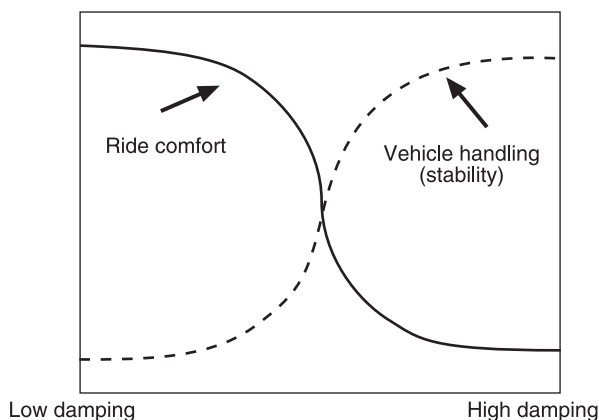 Ride comfort
Vehicle handling
(stability)
Low damping
High damping